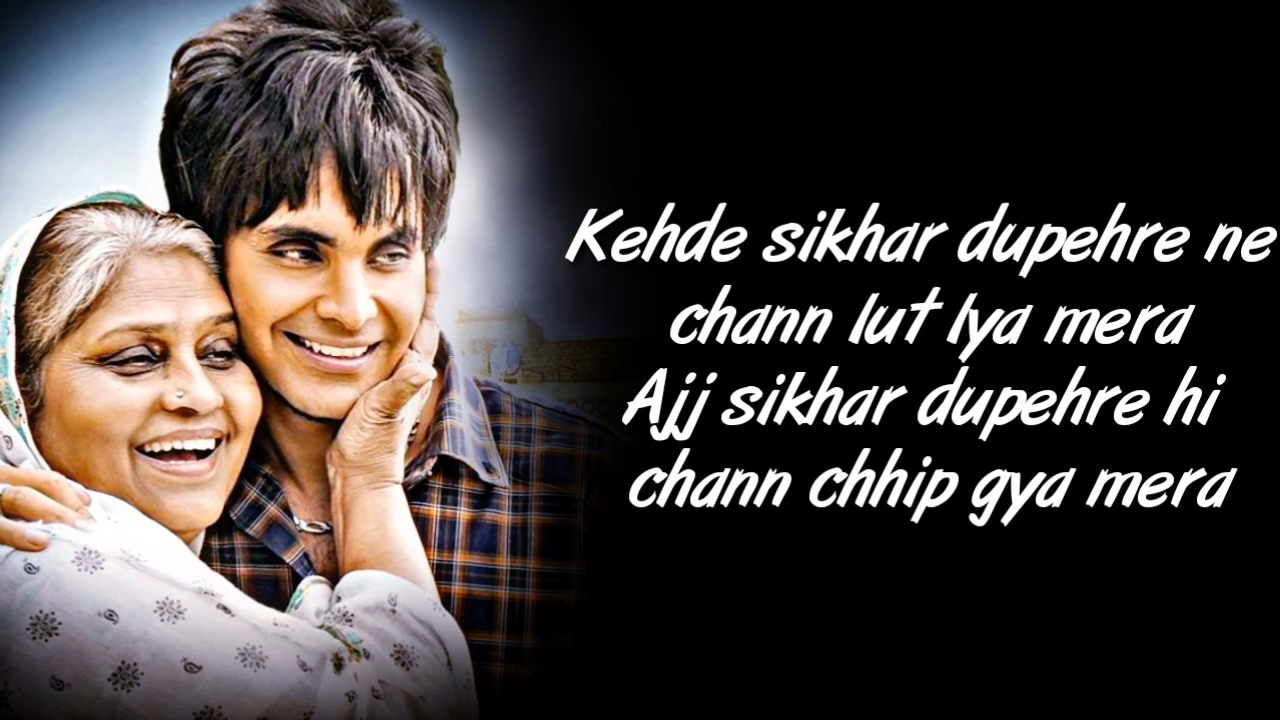 Kehde sikhar dupehre ne
chann lut lya mera
Ajj sikhar dupehre hi
chann chhip gya mera